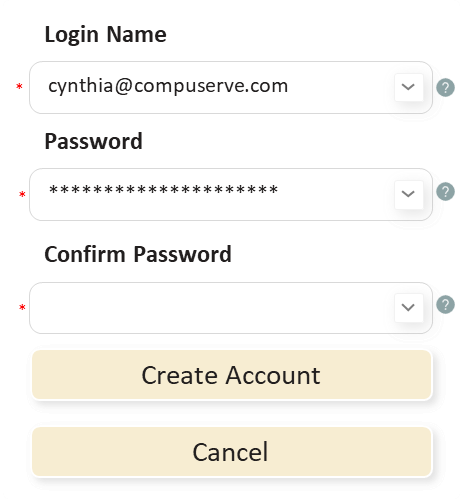 Login Name
* cynthia@compuserve.com ?
Password
* ********************* ?
Confirm Password
* ?
Create Account
Cancel